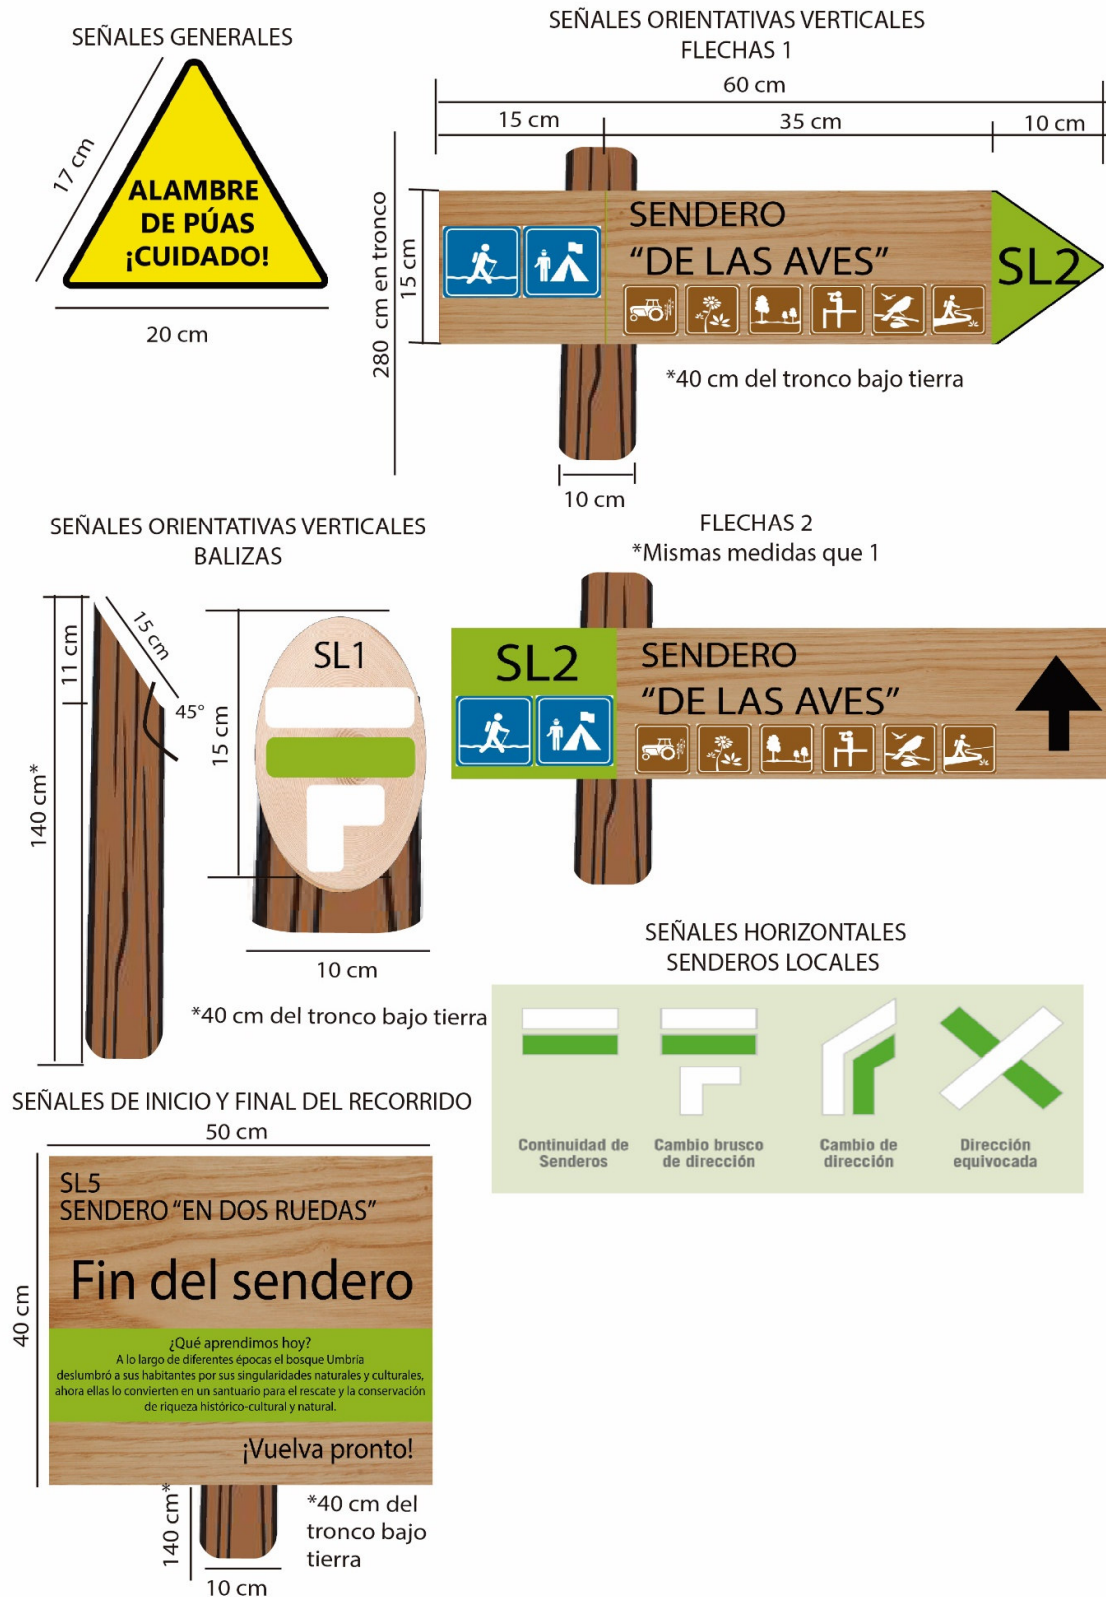 SEÑALES GENERALES
17 cm
ALAMBRE
DE PÚAS
¡CUIDADO!
20 cm
SEÑALES ORIENTATIVAS VERTICALES
FLECHAS 1
60 cm
15 cm
35 cm
10 cm
280 cm en tronco
15 cm
SENDERO
“DE LAS AVES”
SL2
*40 cm del tronco bajo tierra
10 cm
SEÑALES ORIENTATIVAS VERTICALES
BALIZAS
140 cm*
11 cm
15 cm
45°
15 cm
SL1
10 cm
*40 cm del tronco bajo tierra
FLECHAS 2
*Mismas medidas que 1
SL2
SENDERO
“DE LAS AVES”
SEÑALES HORIZONTALES
SENDEROS LOCALES
Continuidad de
Senderos
Cambio brusco
de dirección
Cambio de
dirección
Dirección
equivocada
SEÑALES DE INICIO Y FINAL DEL RECORRIDO
50 cm
40 cm
SL5
SENDERO “EN DOS RUEDAS”
Fin del sendero
¿Qué aprendimos hoy?
A lo largo de diferentes épocas el bosque Umbría
deslumbró a sus habitantes por sus singularidades naturales y culturales,
ahora ellas lo convierten en un santuario para el rescate y la conservación
de riqueza histórico-cultural y natural.
¡Vuelva pronto!
140 cm*
*40 cm del
tronco bajo
tierra
10 cm